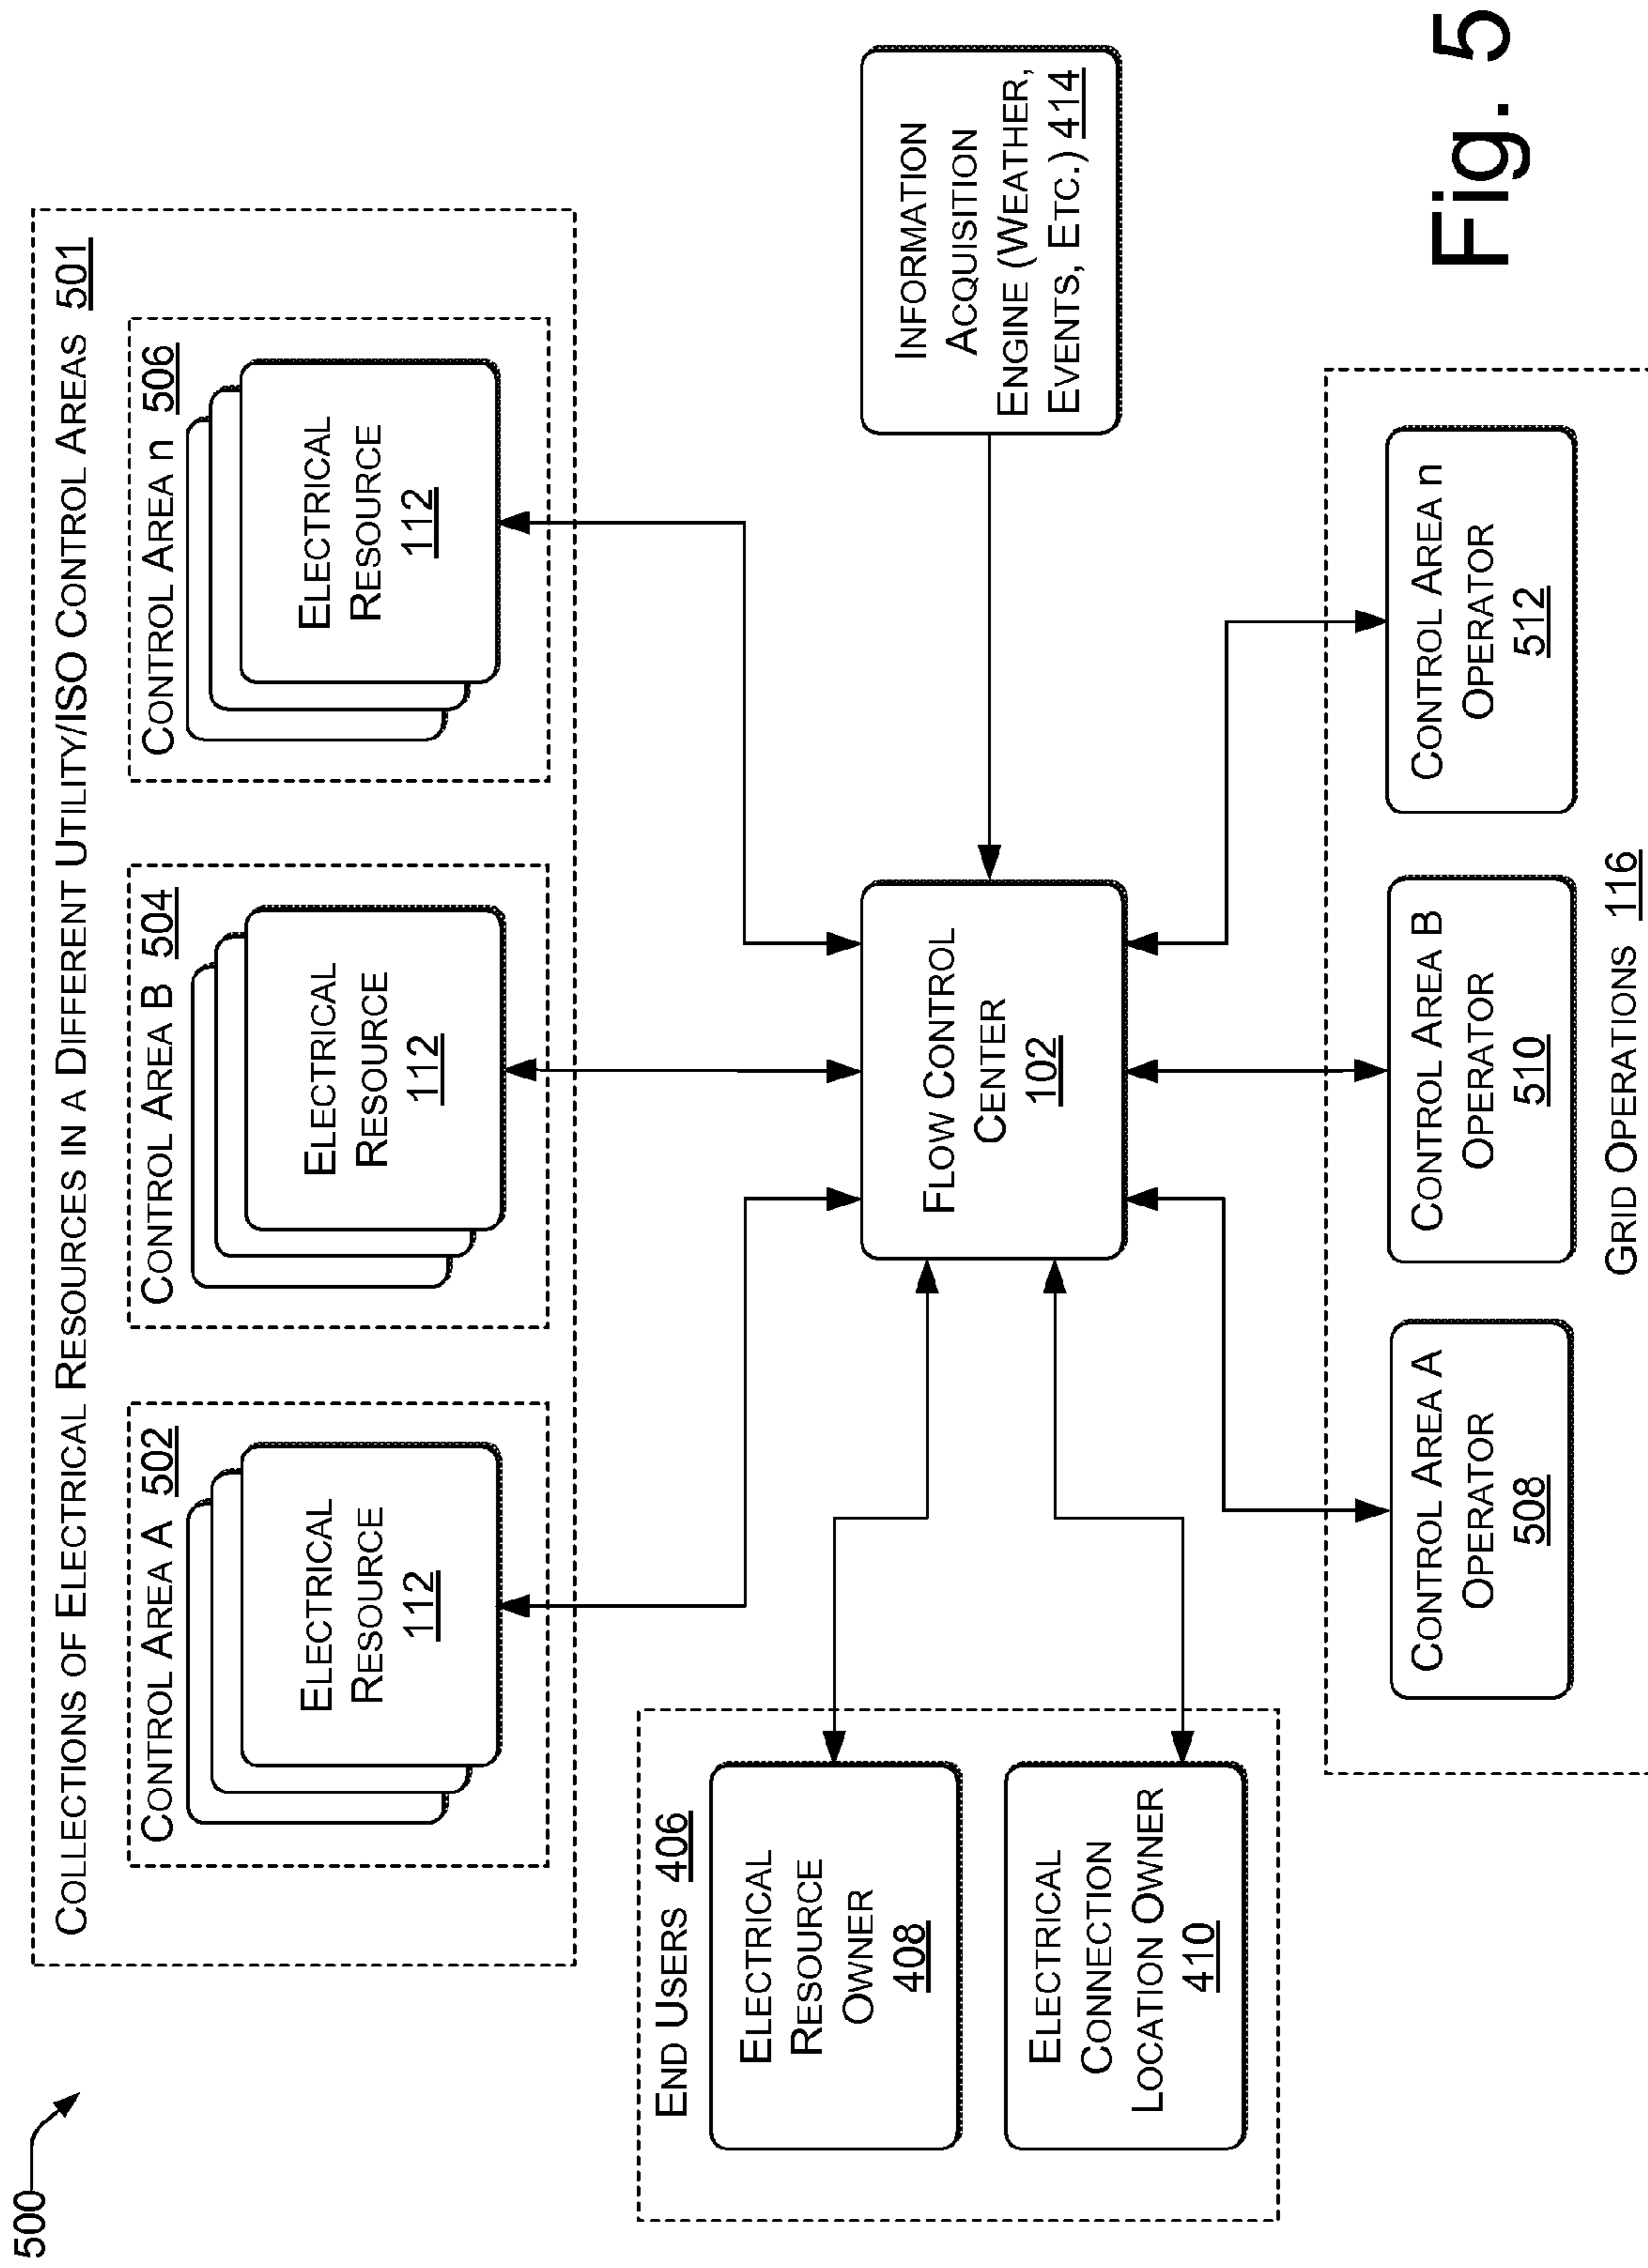 500
COLLECTIONS OF ELECTRICAL RESOURCES IN A DIFFERENT UTILITY/ISO CONTROL AREAS 501
CONTROL AREA A 502
ELECTRICAL
RESOURCE
112
CONTROL AREA B 504
ELECTRICAL
RESOURCE
112
CONTROL AREA n 506
ELECTRICAL
RESOURCE
112
END USERS 406
ELECTRICAL
RESOURCE
OWNER
408
ELECTRICAL
CONNECTION
LOCATION OWNER
410
FLOW CONTROL
CENTER
102
INFORMATION
ACQUISITION
ENGINE (WEATHER,
EVENTS, ETC.) 414
CONTROL AREA A
OPERATOR
508
CONTROL AREA B
OPERATOR
510
CONTROL AREA n
OPERATOR
512
GRID OPERATIONS 116
Fig. 5